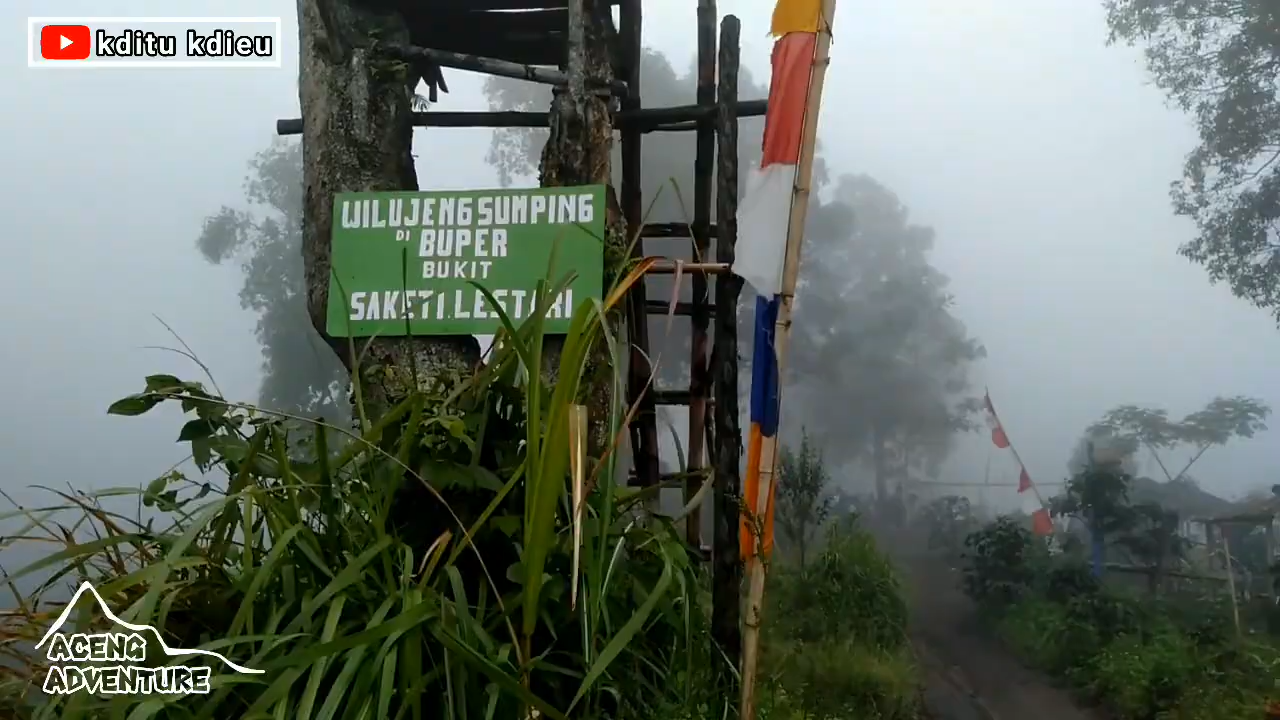 kditu kdieu
WILUJENG SUMPING
DI BUPER
BUKIT
SAKETI LESTARI
ACENG
ADVENTURE